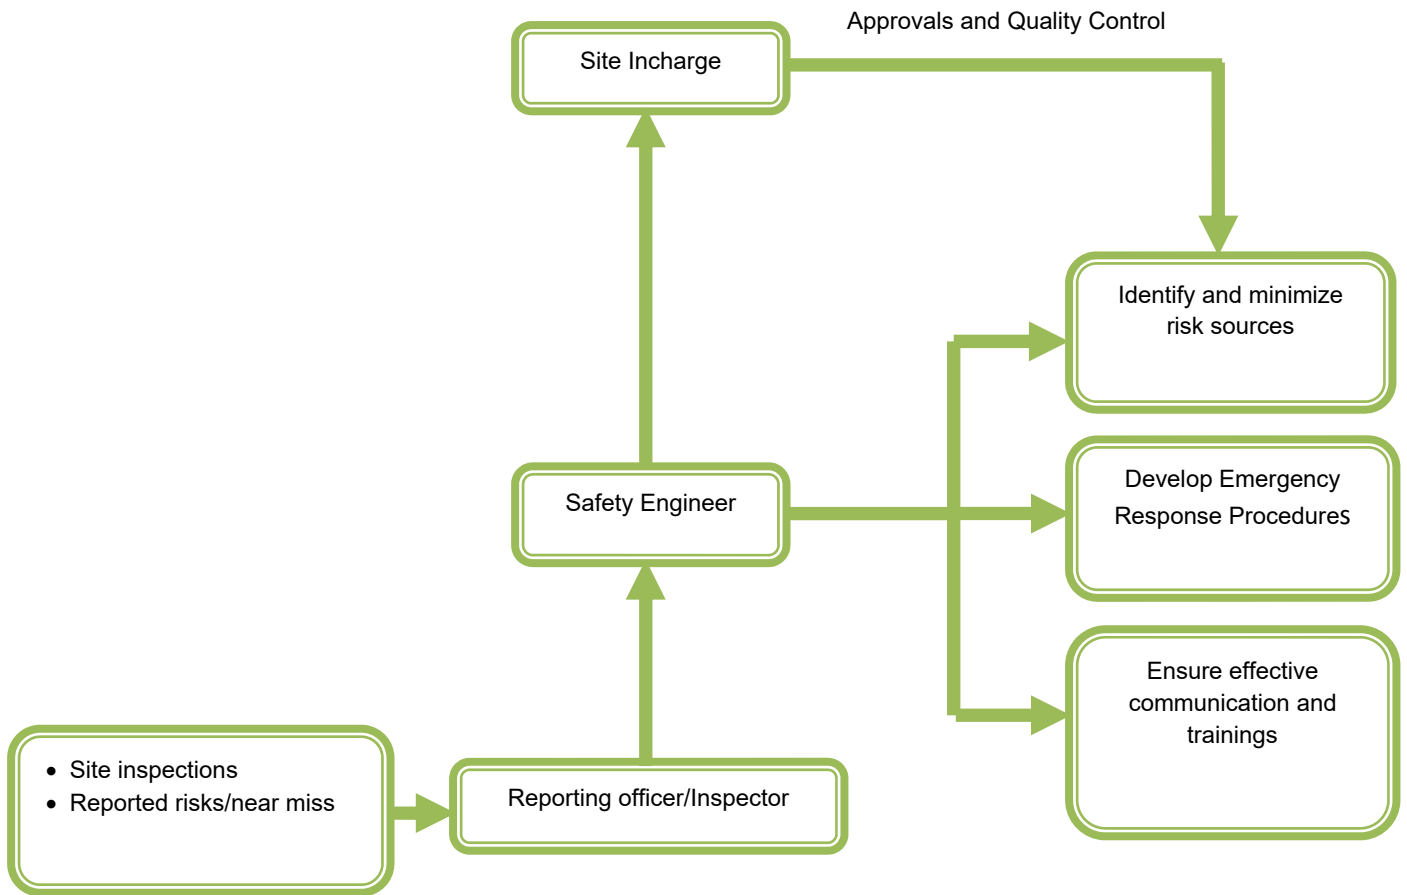 Approvals and Quality Control
Site Incharge
Identify and minimize
risk sources
Safety Engineer
Develop Emergency
Response Procedures
Ensure effective
communication and
trainings
• Site inspections
• Reported risks/near miss
Reporting officer/Inspector